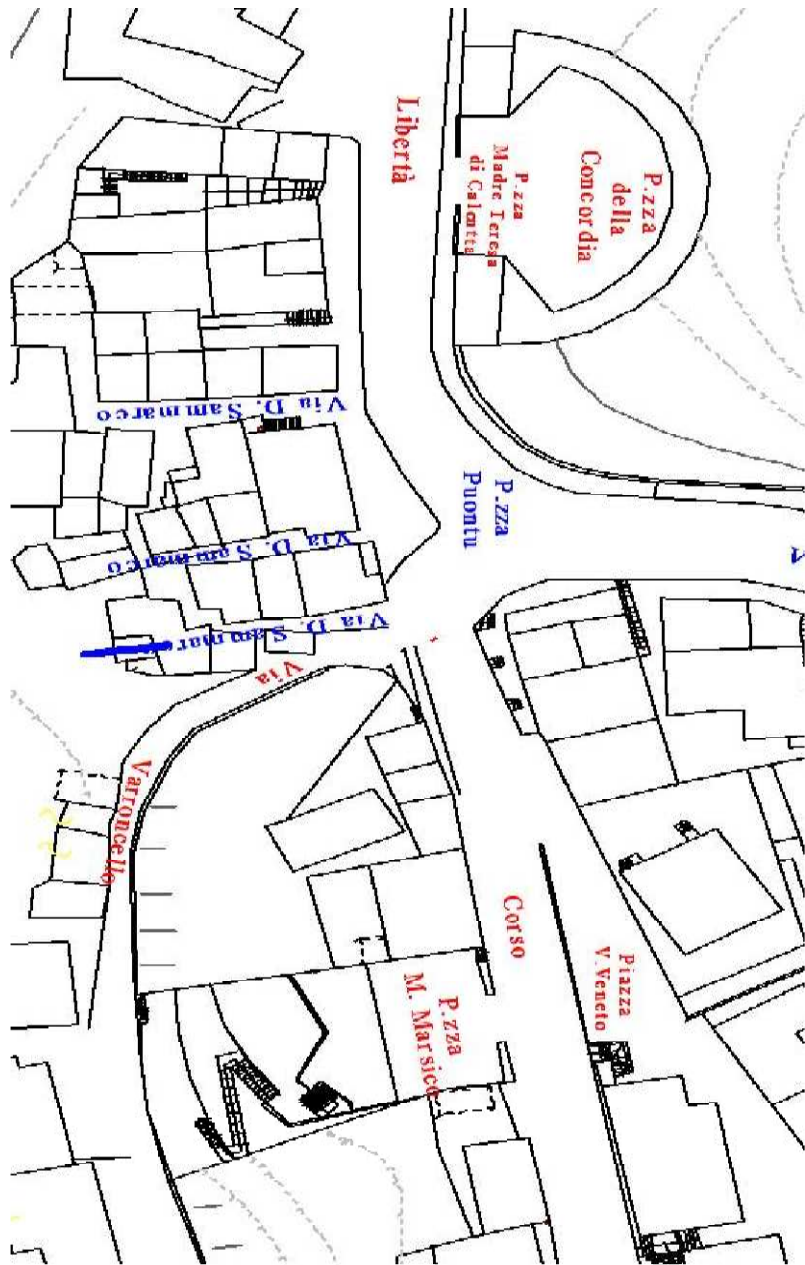 Libertà
P.zza
Madre Teresa
di Calcutta
P.zza
della
Concordia
Via D. Sammarco
P.zza
Puontu
Via D. Sammarco
Via D. Sammarco
Via
Varroncello
Corso
Piazza
V. Veneto
P.zza
M. Marsico